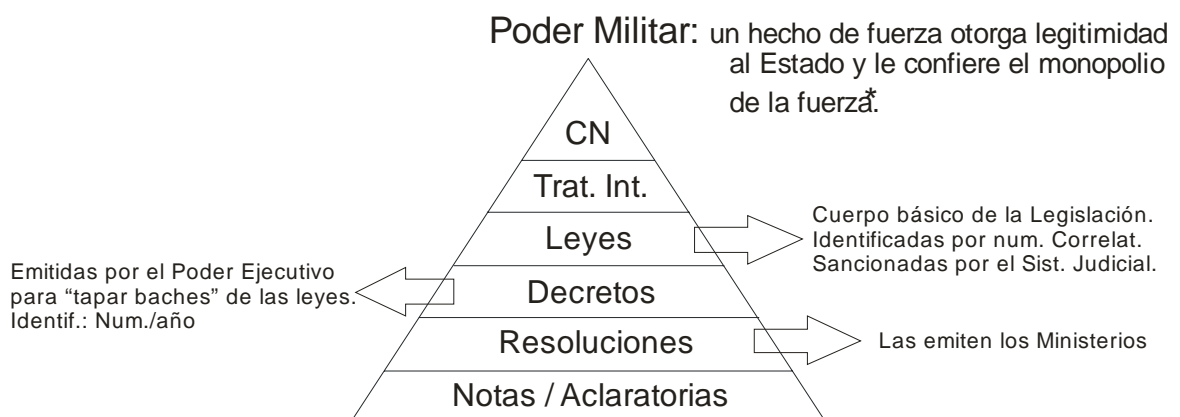 Poder Militar: un hecho de fuerza otorga legitimidad
al Estado y le confiere el monopolio
de la fuerza*.
CN
Trat. Int.
Leyes
Cuerpo básico de la Legislación.
Identificadas por num. Correlat.
Sancionadas por el Sist. Judicial.
Emitidas por el Poder Ejecutivo
para “tapar baches” de las leyes.
Identif.: Num./año
Decretos
Resoluciones
Las emiten los Ministerios
Notas / Aclaratorias